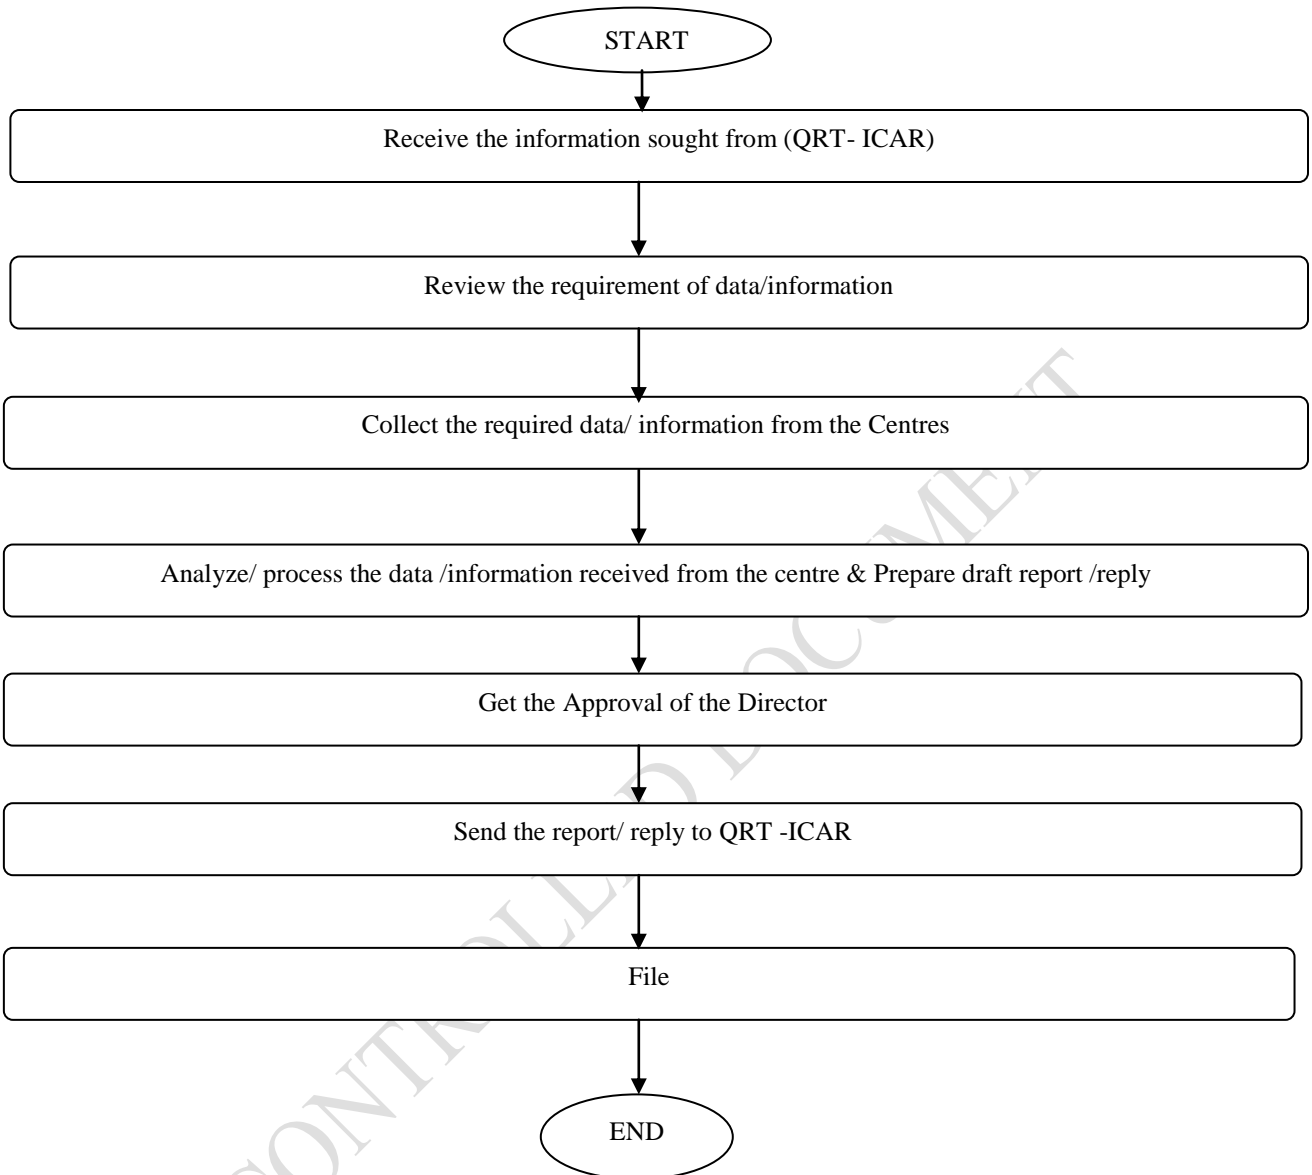 START
Receive the information sought from (QRT- ICAR)
Review the requirement of data/information
Collect the required data/ information from the Centres
Analyze/ process the data /information received from the centre & Prepare draft report /reply
Get the Approval of the Director
Send the report/ reply to QRT -ICAR
File
END
CONTROLLED DOCUMENT